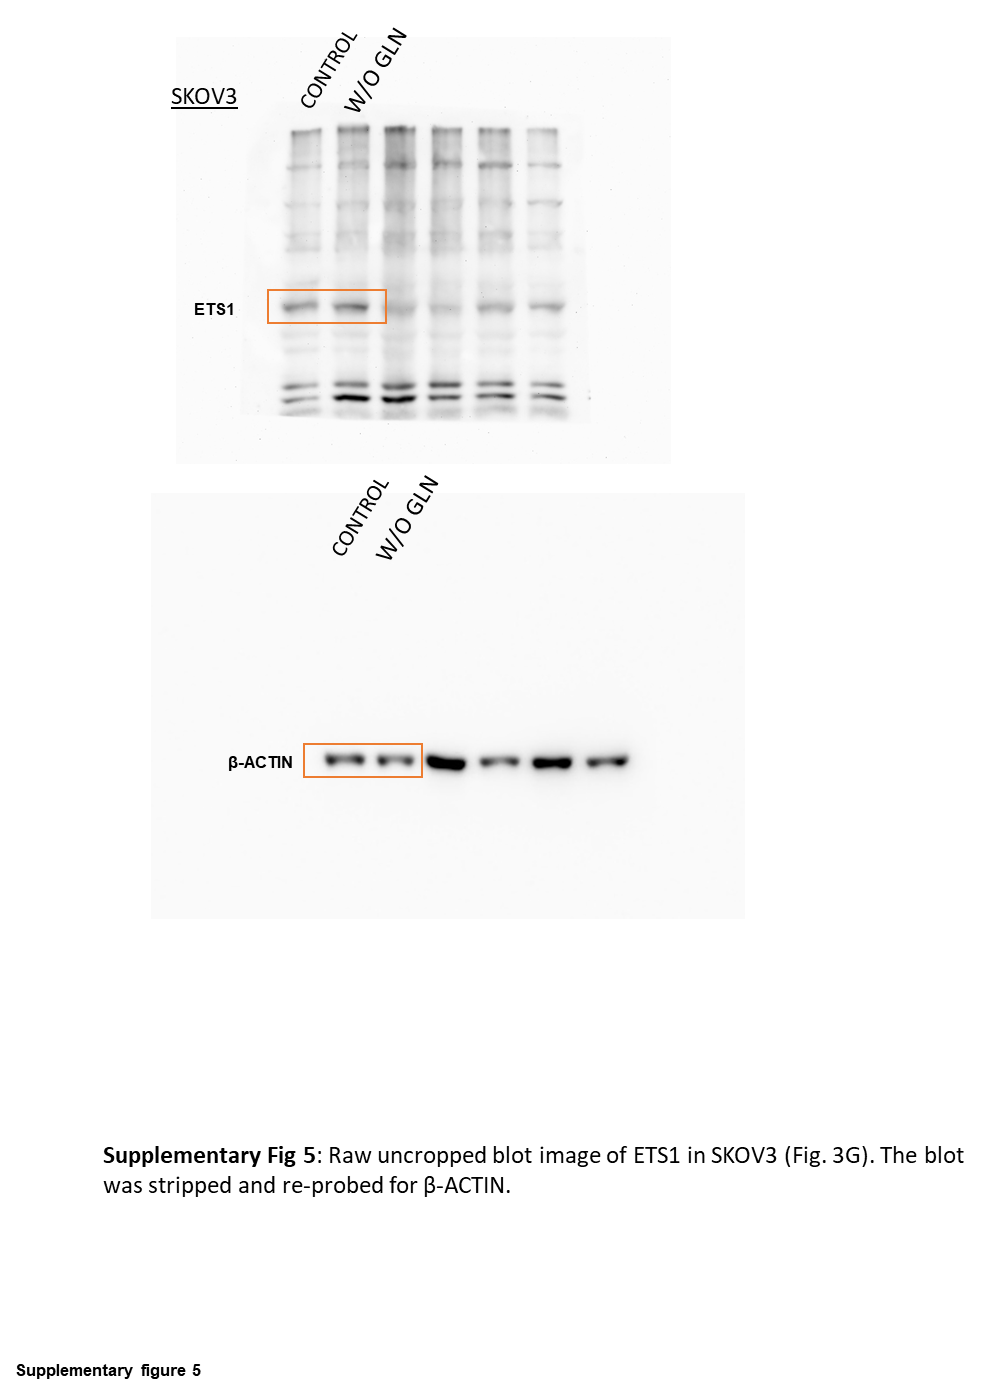 CONTROL
W/O GLN
SKOV3
ETS1
CONTROL
W/O GLN
β-ACTIN
Supplementary Fig 5: Raw uncropped blot image of ETS1 in SKOV3 (Fig. 3G). The blot
was stripped and re-probed for β-ACTIN.
Supplementary figure 5